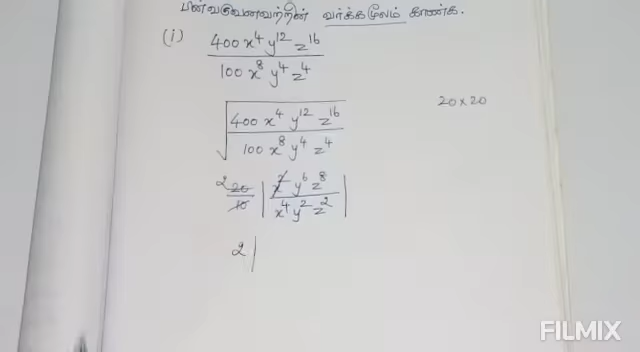 பின்வருவனவற்றின் வர்க்கமூலம் காண்க.
(i) 400 x⁴ y¹² z¹⁶ / 100 x⁸ y⁴ z⁴
√(400 x⁴ y¹² z¹⁶ / 100 x⁸ y⁴ z⁴)
20 × 20
2 20/10 | x² y⁶ z⁸ / x⁴ y² z² |
2 |
FILMIX